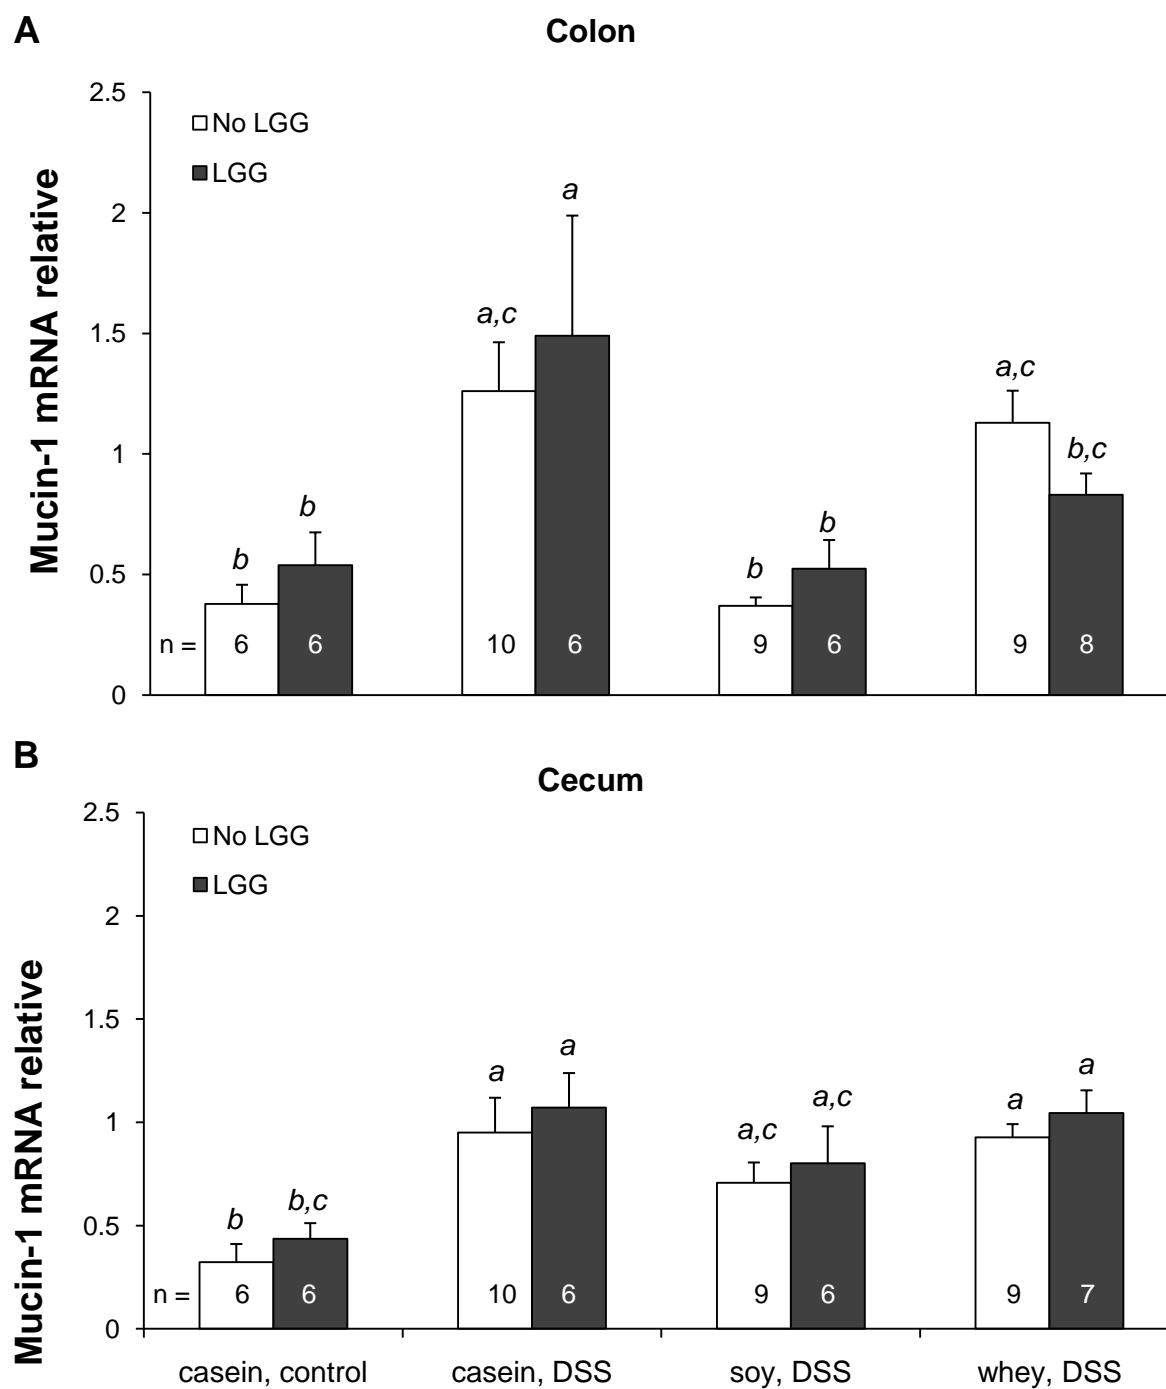 A
Colon
Mucin-1 mRNA relative
2.5
2
1.5
1
0.5
0
No LGG
LGG
b
b
a,c
a
b
b
a,c
b,c
n =
6
6
10
6
9
6
9
8
B
Cecum
Mucin-1 mRNA relative
2.5
2
1.5
1
0.5
0
No LGG
LGG
b
b,c
a
a
a,c
a,c
a
a
n =
6
6
10
6
9
6
9
7
casein, control
casein, DSS
soy, DSS
whey, DSS